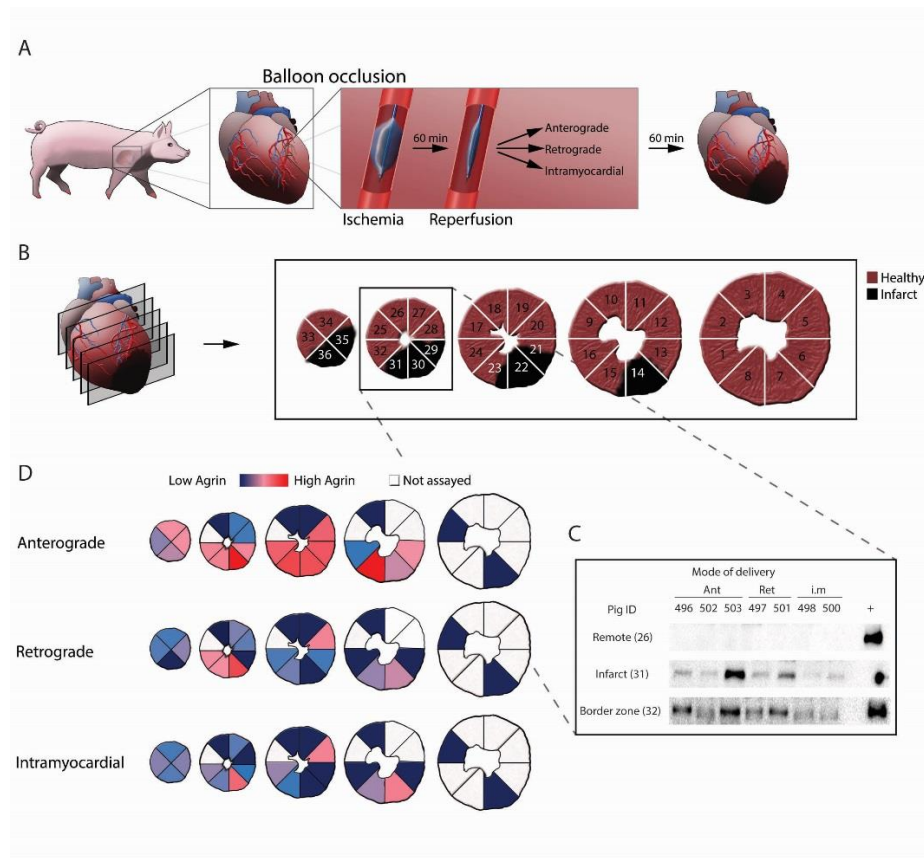 A
Balloon occlusion
60 min
Anterograde
Retrograde
Intramyocardial
60 min
Ischemia
Reperfusion
B
Healthy
Infarct
33 34 35 36
25 26 27 28 29 30 31 32
17 18 19 20 21 22 23 24
9 10 11 12 13 14 15 16
1 2 3 4 5 6 7 8
D
Low Agrin High Agrin Not assayed
Anterograde
Retrograde
Intramyocardial
C
Mode of delivery
Ant Ret i.m
Pig ID 496 502 503 497 501 498 500 +
Remote (26)
Infarct (31)
Border zone (32)